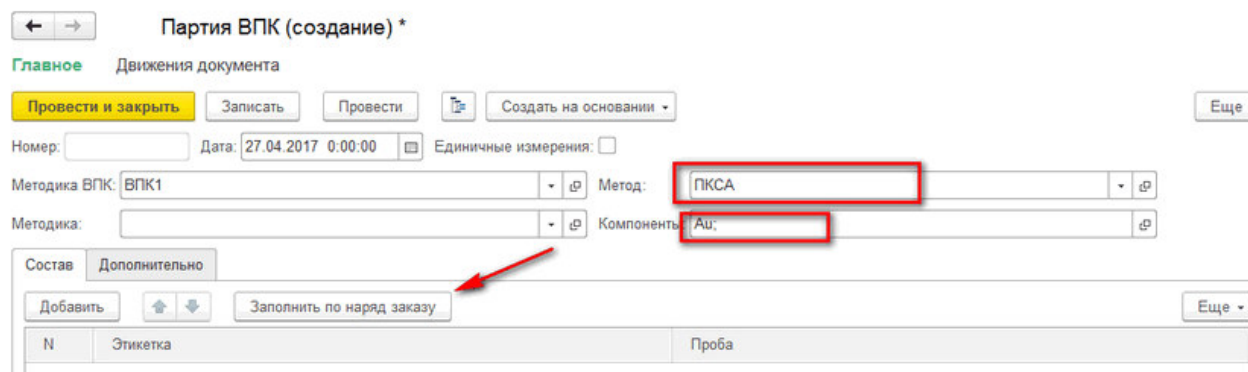 Партия ВПК (создание) *
Главное Движения документа
Провести и закрыть Записать Провести Создать на основании Еще
Номер: Дата: 27.04.2017 0:00:00 Единичные измерения:
Методика ВПК: ВПК1 Метод: ПКСА
Методика: Компоненты: Au;
Состав Дополнительно
Добавить Заполнить по наряд заказу Еще
N Этикетка Проба